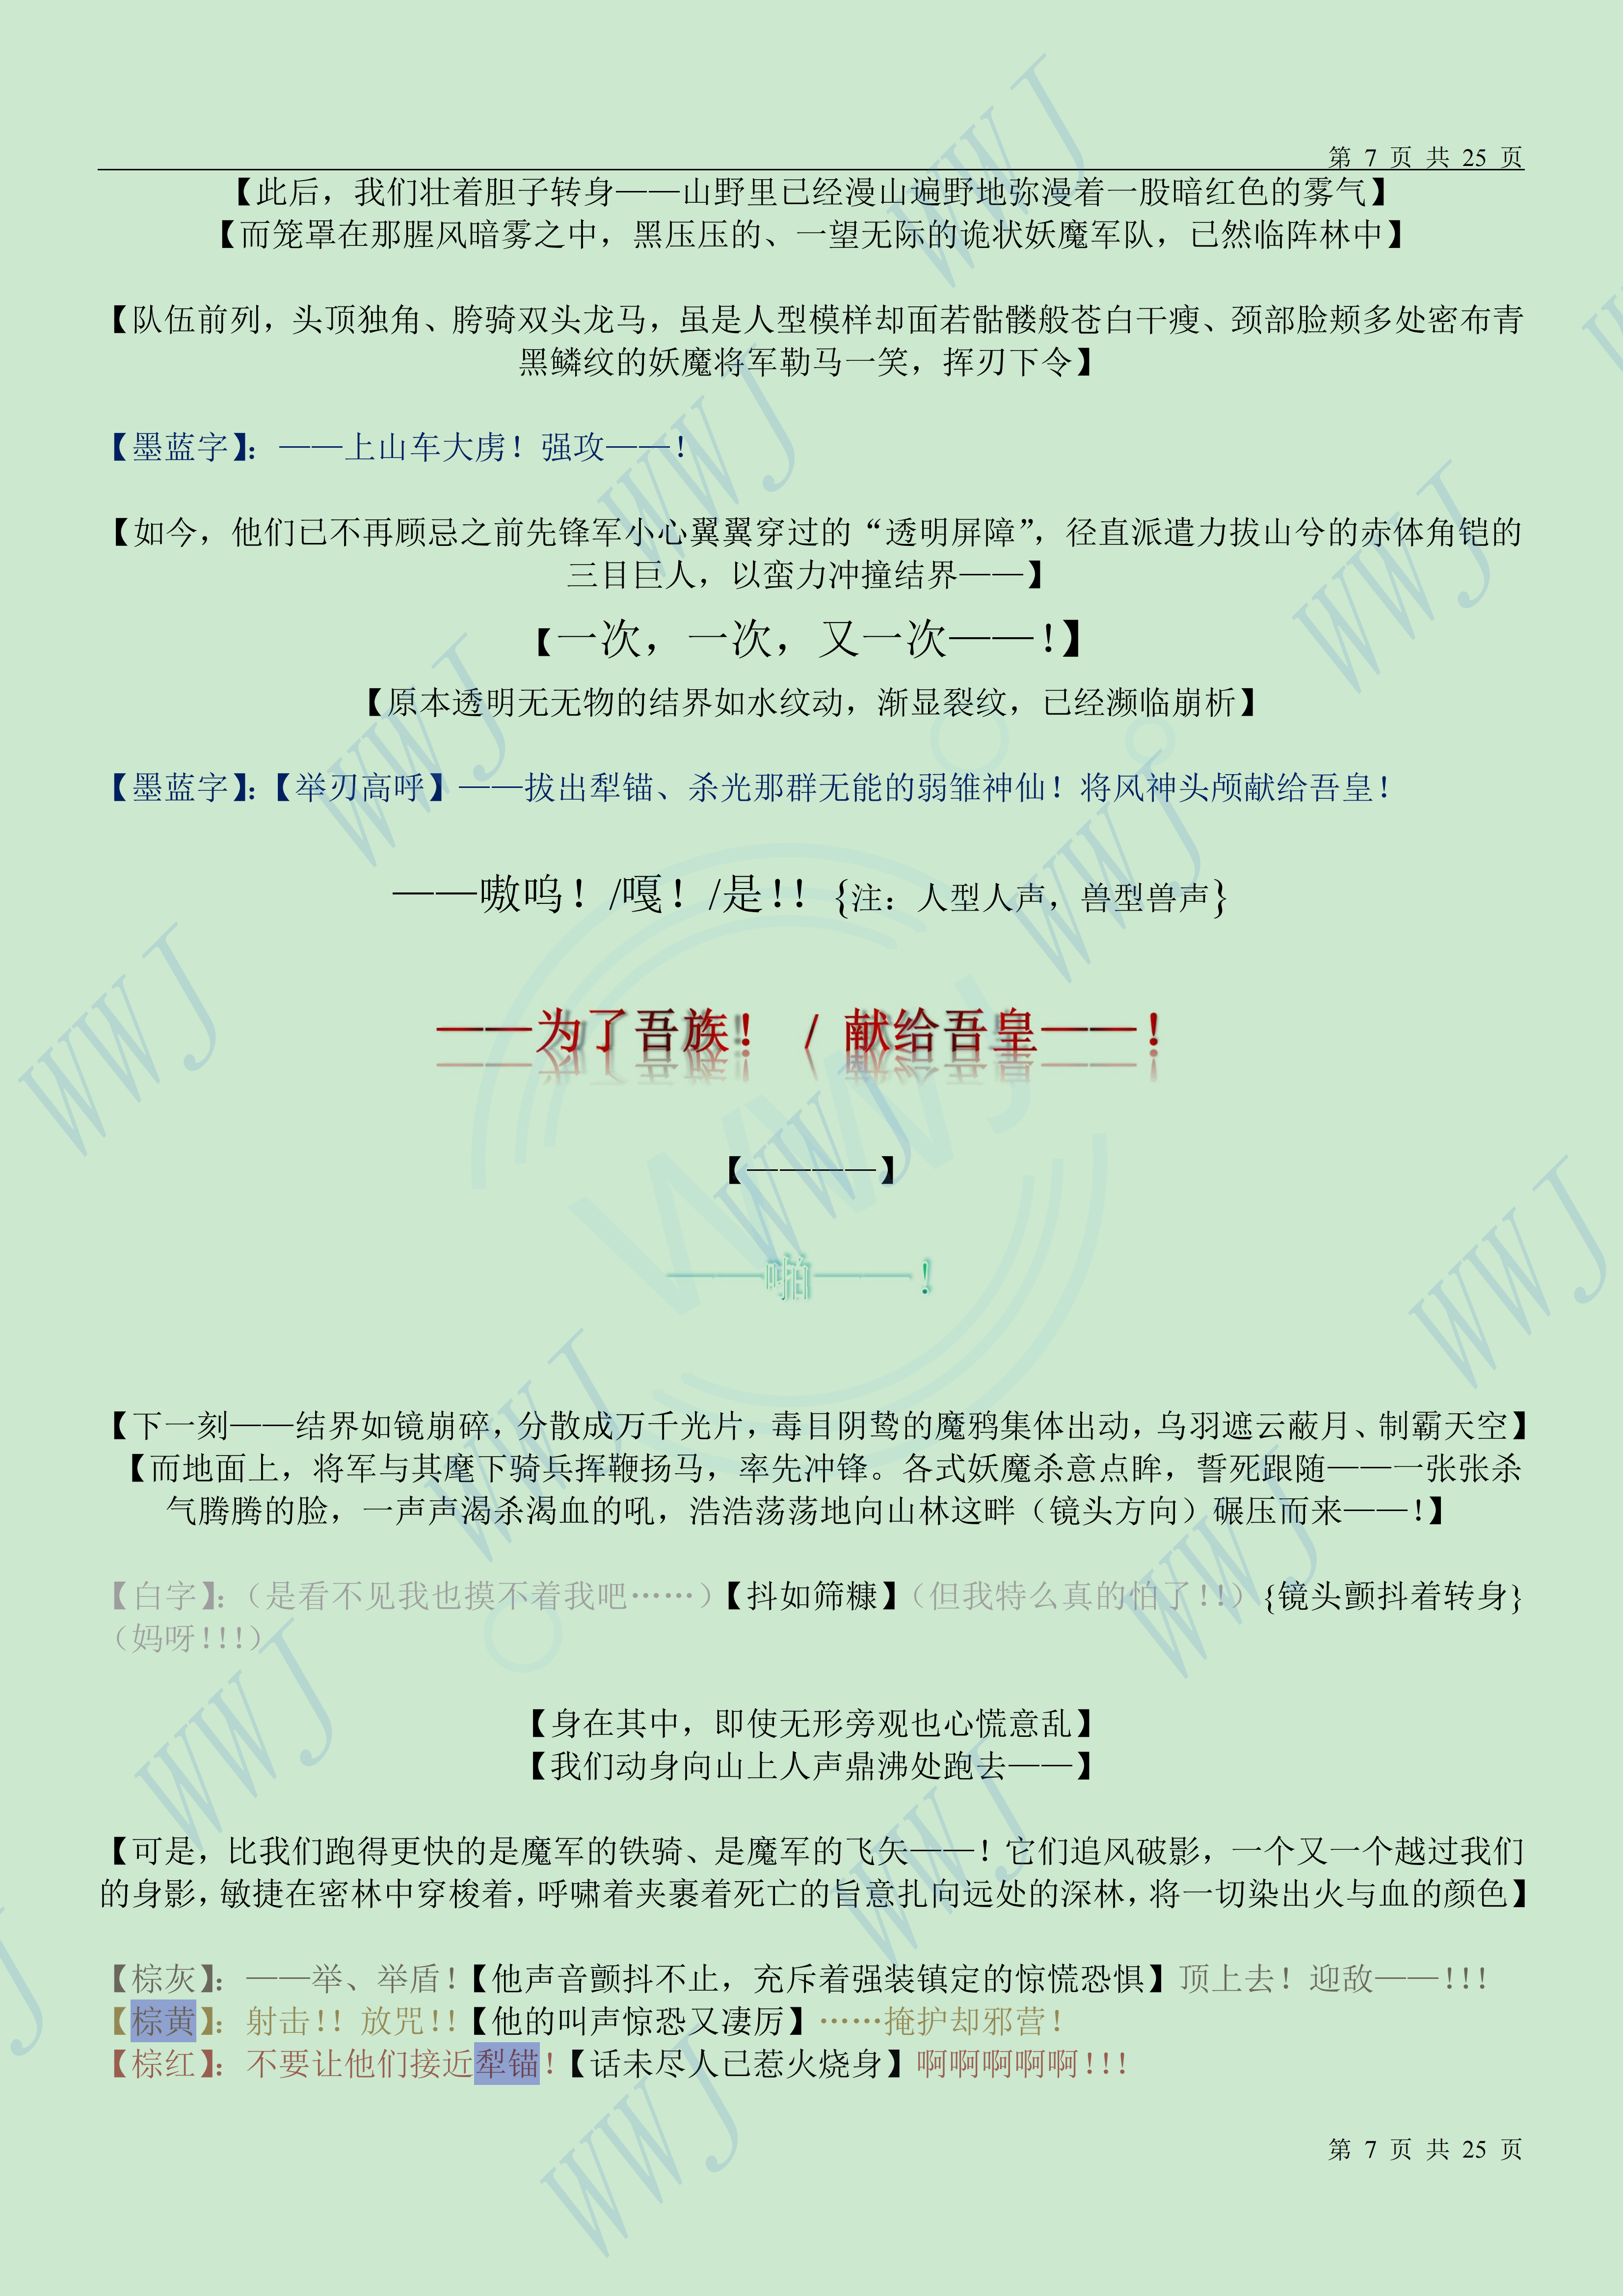 第 7 页 共 25 页
【此后，我们壮着胆子转身——山野里已经漫山遍野地弥漫着一股暗红色的雾气】
【而笼罩在那腥风暗雾之中，黑压压的、一望无际的诡状妖魔军队，已然临阵林中】
【队伍前列，头顶独角、胯骑双头龙马，虽是人型模样却面若骷髅般苍白干瘦、颈部脸颊多处密布青
黑鳞纹的妖魔将军勒马一笑，挥刃下令】
【墨蓝字】：——上山车大虏！强攻——！
【如今，他们已不再顾忌之前先锋军小心翼翼穿过的“透明屏障”，径直派遣力拔山兮的赤体角铠的
三目巨人，以蛮力冲撞结界——】
【一次，一次，又一次——！】
【原本透明无无物的结界如水纹动，渐显裂纹，已经濒临崩析】
【墨蓝字】：【举刃高呼】——拔出犁锚、杀光那群无能的弱雏神仙！将风神头颅献给吾皇！
——嗷呜！/嘎！/是！！{注：人型人声，兽型兽声}
——为了吾族！ / 献给吾皇——！
【————】
——啪——！
【下一刻——结界如镜崩碎，分散成万千光片，毒目阴鸷的魔鸦集体出动，乌羽遮云蔽月、制霸天空】
【而地面上，将军与其麾下骑兵挥鞭扬马，率先冲锋。各式妖魔杀意点眸，誓死跟随——一张张杀
气腾腾的脸，一声声渴杀渴血的吼，浩浩荡荡地向山林这畔（镜头方向）碾压而来——！】
【白字】：（是看不见我也摸不着我吧……）【抖如筛糠】（但我特么真的怕了！！）{镜头颤抖着转身}
（妈呀！！！）
【身在其中，即使无形旁观也心慌意乱】
【我们动身向山上人声鼎沸处跑去——】
【可是，比我们跑得更快的是魔军的铁骑、是魔军的飞矢——！它们追风破影，一个又一个越过我们
的身影，敏捷在密林中穿梭着，呼啸着夹裹着死亡的旨意扎向远处的深林，将一切染出火与血的颜色】
【棕灰】：——举、举盾！【他声音颤抖不止，充斥着强装镇定的惊慌恐惧】顶上去！迎敌——！！！
【棕黄】：射击！！放咒！！【他的叫声惊恐又凄厉】……掩护却邪营！
【棕红】：不要让他们接近犁锚！【话未尽人已惹火烧身】啊啊啊啊啊！！！
第 7 页 共 25 页